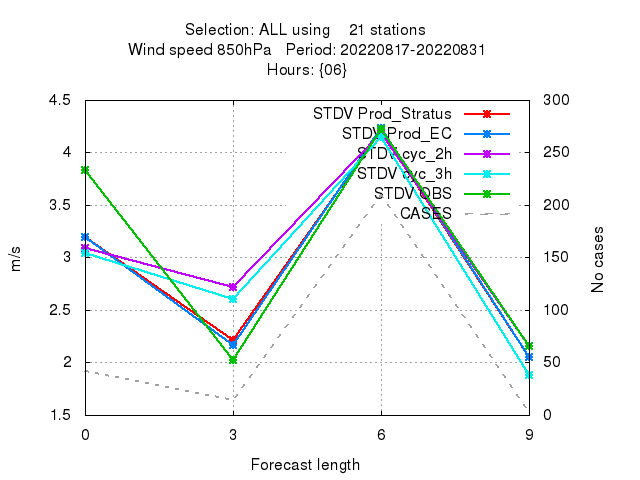 Selection: ALL using    21 stations
Wind speed 850hPa   Period: 20220817-20220831
Hours: {06}
4.5
4
3.5
3
2.5
2
1.5
m/s
300
250
200
150
100
50
0
No cases
STDV Prod_Stratus
STDV Prod_EC
STDV cyc_2h
STDV cyc_3h
STDV OBS
CASES
0
3
6
9
Forecast length